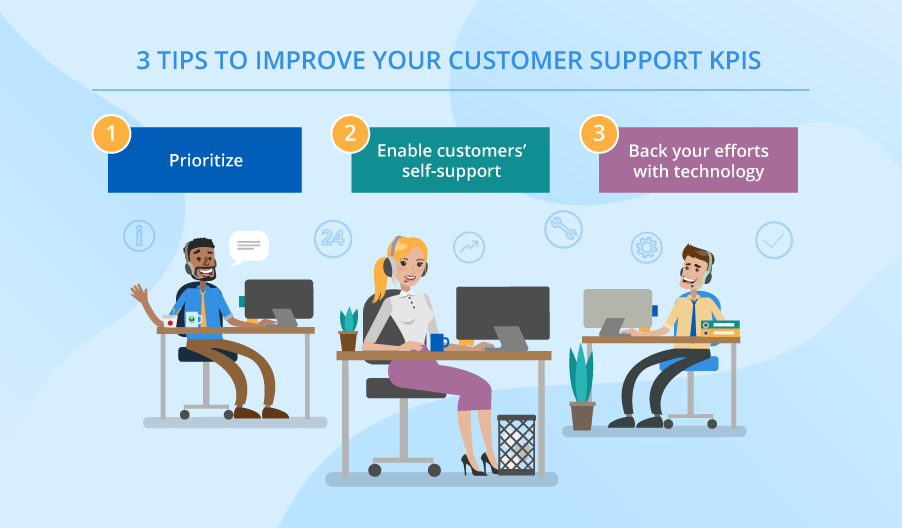 3 TIPS TO IMPROVE YOUR CUSTOMER SUPPORT KPIS
1
Prioritize
2
Enable customers’
self-support
3
Back your efforts
with technology
24